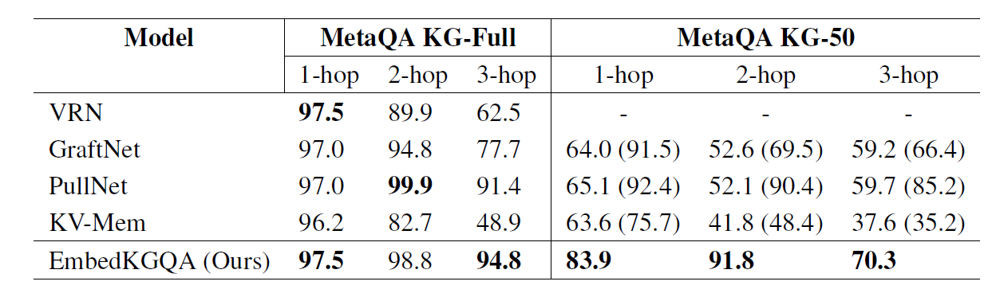 Model MetaQA KG-Full MetaQA KG-50
1-hop 2-hop 3-hop 1-hop 2-hop 3-hop
VRN 97.5 89.9 62.5 - - -
GraftNet 97.0 94.8 77.7 64.0 (91.5) 52.6 (69.5) 59.2 (66.4)
PullNet 97.0 99.9 91.4 65.1 (92.4) 52.1 (90.4) 59.7 (85.2)
KV-Mem 96.2 82.7 48.9 63.6 (75.7) 41.8 (48.4) 37.6 (35.2)
EmbedKGQA (Ours) 97.5 98.8 94.8 83.9 91.8 70.3